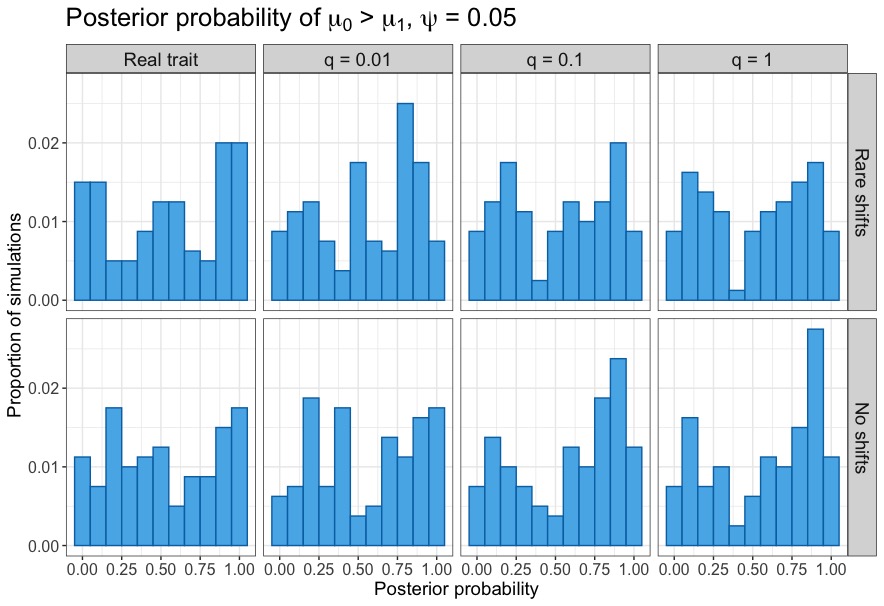 Posterior probability of μ₀ > μ₁, ψ = 0.05
Real trait
q = 0.01
q = 0.1
q = 1
Proportion of simulations
0.02
0.01
0.00
Rare shifts
0.02
0.01
0.00
No shifts
0.00 0.25 0.50 0.75 1.00
0.00 0.25 0.50 0.75 1.00
0.00 0.25 0.50 0.75 1.00
0.00 0.25 0.50 0.75 1.00
Posterior probability